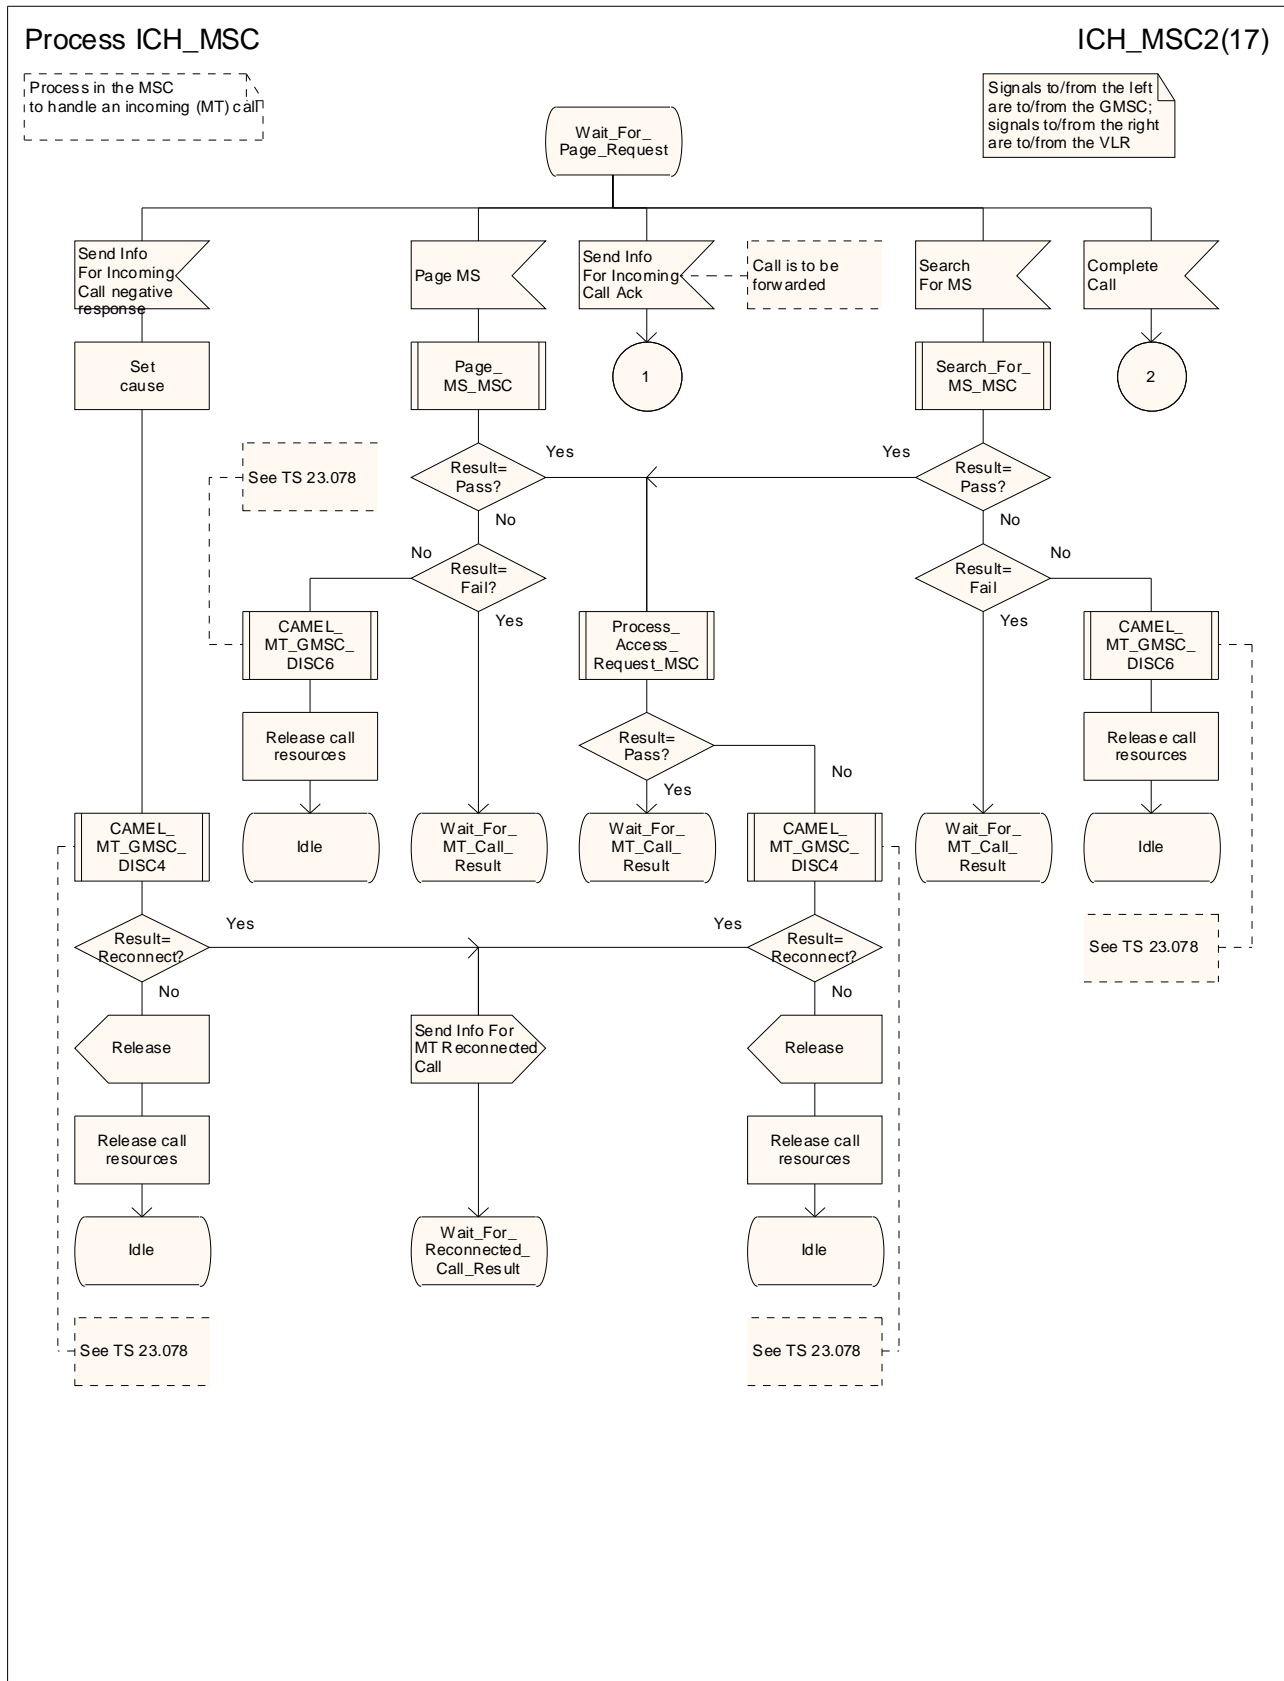 Process ICH_MSC
ICH_MSC2(17)
Process in the MSC
to handle an incoming (MT) call
Signals to/from the left
are to/from the GMSC;
signals to/from the right
are to/from the VLR
Wait_For_
Page_Request
Send Info
For Incoming
Call negative
response
Page MS
Send Info
For Incoming
Call Ack
Call is to be
forwarded
Search
For MS
Complete
Call
Set
cause
Page_
MS_MSC
1
Search_For_
MS_MSC
2
See TS 23.078
Result=
Pass?
Yes
No
Yes
Result=
Pass?
No
No
Result=
Fail?
Yes
Result=
Fail
No
Yes
CAMEL_
MT_GMSC_
DISC6
Process_
Access_
Request_MSC
CAMEL_
MT_GMSC_
DISC6
Release call
resources
Result=
Pass?
No
Yes
Release call
resources
CAMEL_
MT_GMSC_
DISC4
Idle
Wait_For_
MT_Call_
Result
Wait_For_
MT_Call_
Result
CAMEL_
MT_GMSC_
DISC4
Wait_For_
MT_Call_
Result
Idle
Result=
Reconnect?
Yes
No
Yes
Result=
Reconnect?
No
See TS 23.078
Release
Send Info For
MT Reconnected
Call
Release
Release call
resources
Release call
resources
Idle
Wait_For_
Reconnected_
Call_Result
Idle
See TS 23.078
See TS 23.078